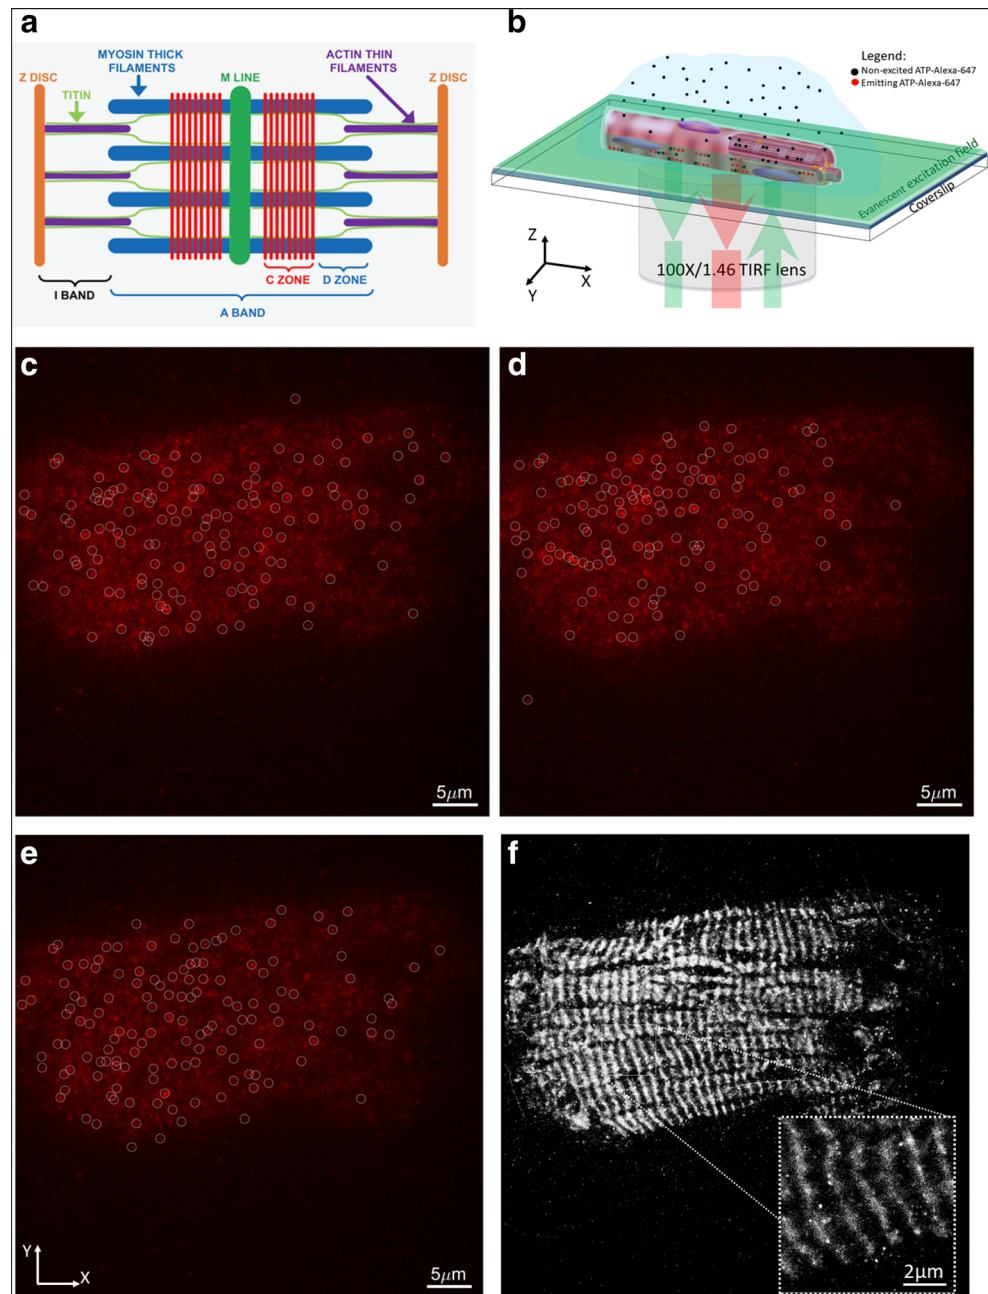 a
MYOSIN THICK
FILAMENTS
ACTIN THIN
FILAMENTS
Z DISC
M LINE
Z DISC
TITIN
C ZONE
D ZONE
I BAND
A BAND
b
Legend:
Non-excited ATP-Alexa-647
Emitting ATP-Alexa-647
Evanescent excitation field
Coverslip
Z
X
Y
100X/1.46 TIRF lens
c
5μm
d
5μm
e
Y
X
5μm
f
2μm